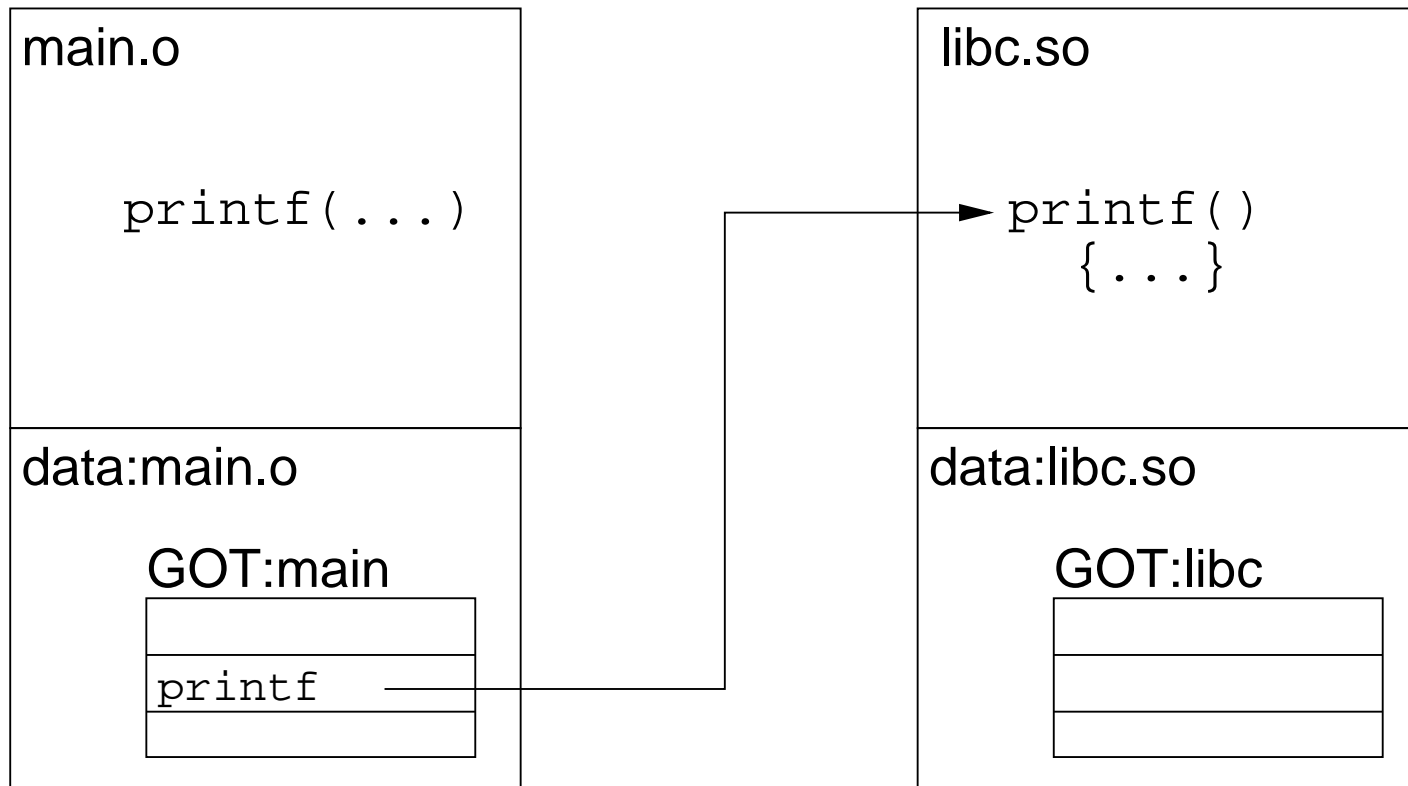 main.o
printf(...)
data:main.o
GOT:main
printf
libc.so
printf()
{...}
data:libc.so
GOT:libc